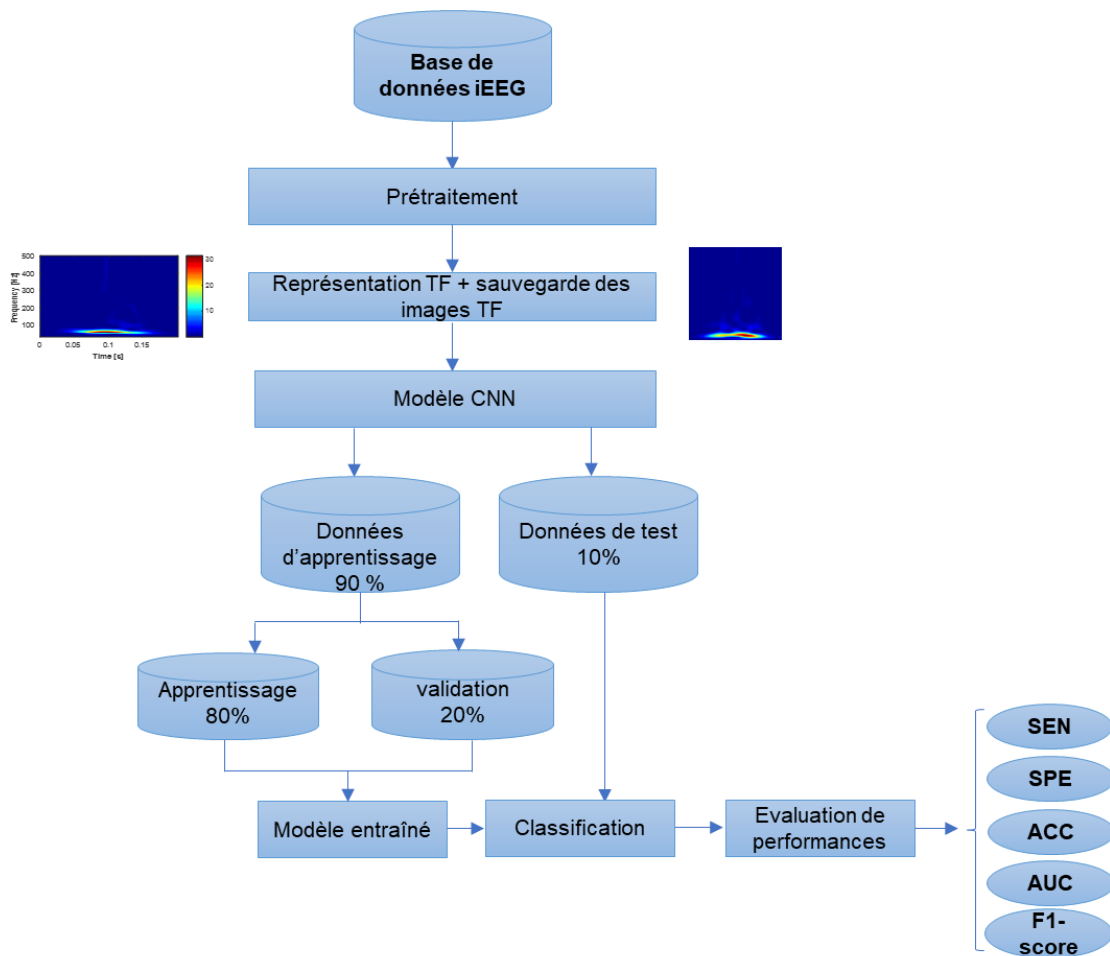 Base de
données iEEG
Prétraitement
500
400
300
200
100
Frequency [Hz]
0
0.05
0.1
0.15
Time [s]
30
20
10
Représentation TF + sauvegarde des
images TF
Modèle CNN
Données
d’apprentissage
90 %
Données de test
10%
Apprentissage
80%
validation
20%
Modèle entraîné
Classification
Evaluation de
performances
SEN
SPE
ACC
AUC
F1-
score